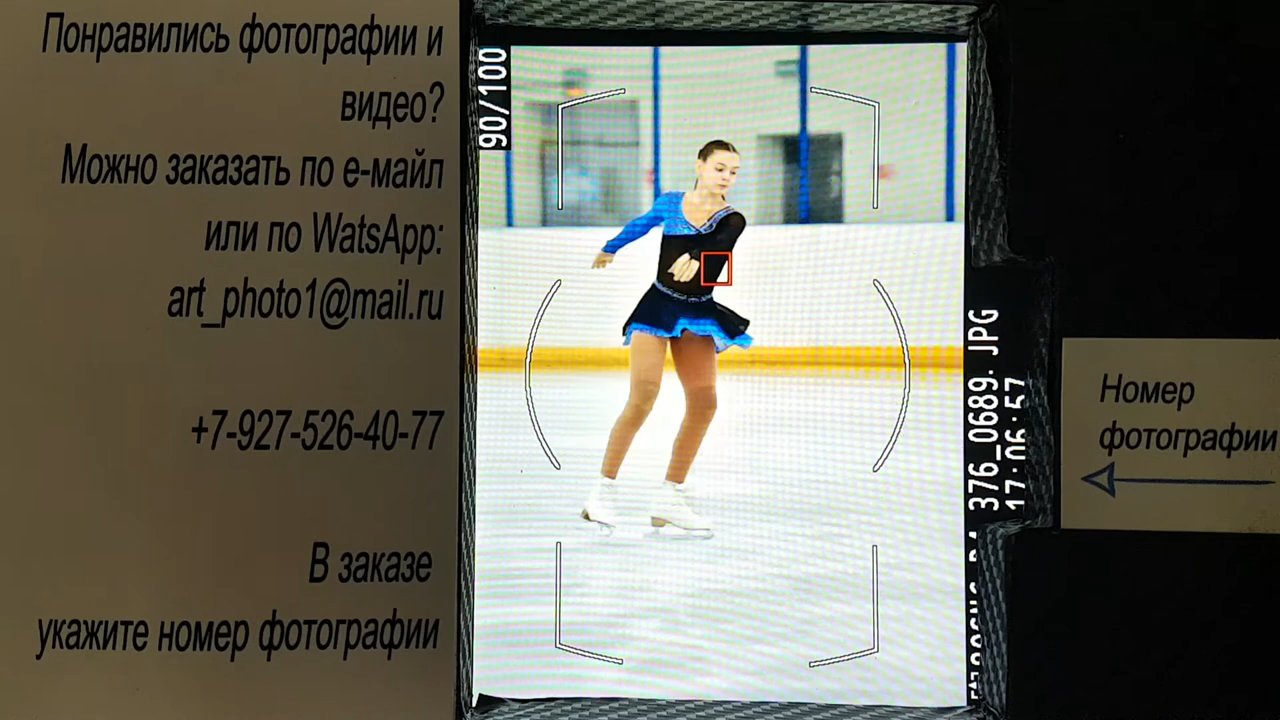 Понравились фотографии и
видео?
Можно заказать по е-майл
или по WatsApp:
art_photo1@mail.ru
+7-927-526-40-77
В заказе
укажите номер фотографии
90/100
376_0689. JPG
17:06:57
Номер
фотографии